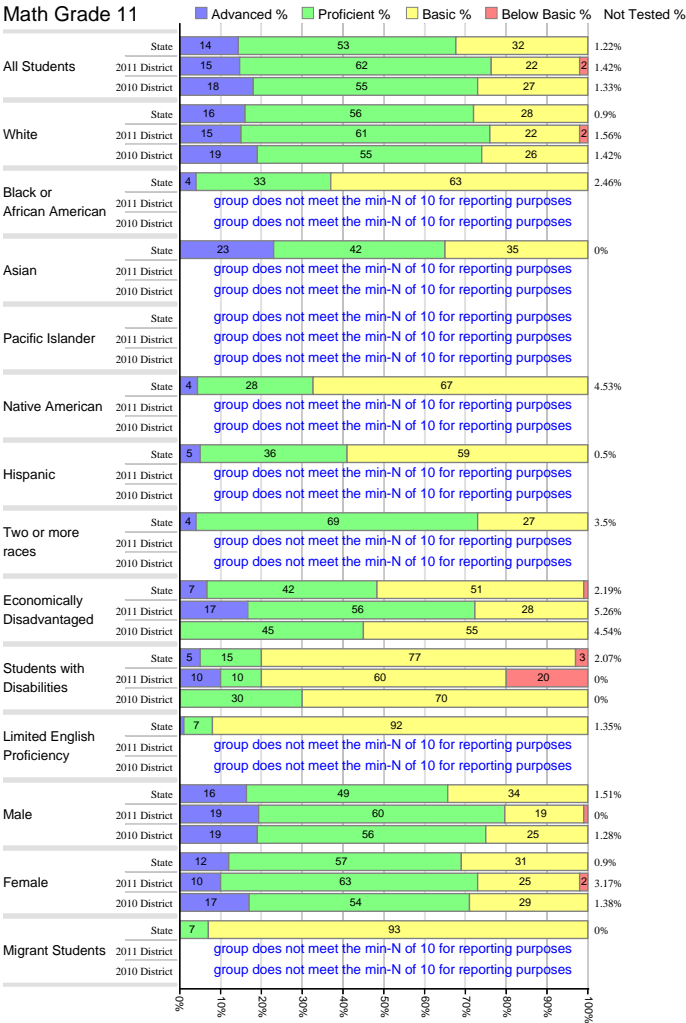 Math Grade 11
Advanced % Proficient % Basic % Below Basic % Not Tested %
All Students
State 14 53 32 1.22%
2011 District 15 62 22 2 1.42%
2010 District 18 55 27 1.33%
White
State 16 56 28 0.9%
2011 District 15 61 22 2 1.56%
2010 District 19 55 26 1.42%
Black or
African American
State 4 33 63 2.46%
2011 District group does not meet the min-N of 10 for reporting purposes
2010 District group does not meet the min-N of 10 for reporting purposes
Asian
State 23 42 35 0%
2011 District group does not meet the min-N of 10 for reporting purposes
2010 District group does not meet the min-N of 10 for reporting purposes
Pacific Islander
State group does not meet the min-N of 10 for reporting purposes
2011 District group does not meet the min-N of 10 for reporting purposes
2010 District group does not meet the min-N of 10 for reporting purposes
Native American
State 4 28 67 4.53%
2011 District group does not meet the min-N of 10 for reporting purposes
2010 District group does not meet the min-N of 10 for reporting purposes
Hispanic
State 5 36 59 0.5%
2011 District group does not meet the min-N of 10 for reporting purposes
2010 District group does not meet the min-N of 10 for reporting purposes
Two or more
races
State 4 69 27 3.5%
2011 District group does not meet the min-N of 10 for reporting purposes
2010 District group does not meet the min-N of 10 for reporting purposes
Economically
Disadvantaged
State 7 42 51 2.19%
2011 District 17 56 28 5.26%
2010 District 45 55 4.54%
Students with
Disabilities
State 5 15 77 3 2.07%
2011 District 10 10 60 20 0%
2010 District 30 70 0%
Limited English
Proficiency
State 7 92 1.35%
2011 District group does not meet the min-N of 10 for reporting purposes
2010 District group does not meet the min-N of 10 for reporting purposes
Male
State 16 49 34 1.51%
2011 District 19 60 19 0%
2010 District 19 56 25 1.28%
Female
State 12 57 31 0.9%
2011 District 10 63 25 2 3.17%
2010 District 17 54 29 1.38%
Migrant Students
State 7 93 0%
2011 District group does not meet the min-N of 10 for reporting purposes
2010 District group does not meet the min-N of 10 for reporting purposes
0% 10% 20% 30% 40% 50% 60% 70% 80% 90% 100%